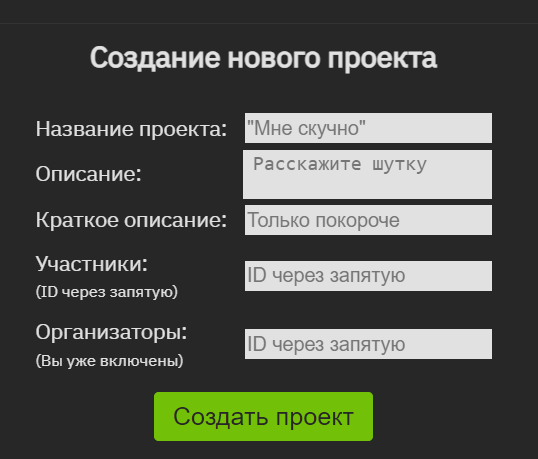 Создание нового проекта
Название проекта: "Мне скучно"
Описание: Расскажите шутку
Краткое описание: Только покороче
Участники:
(ID через запятую) ID через запятую
Организаторы:
(Вы уже включены) ID через запятую
Создать проект